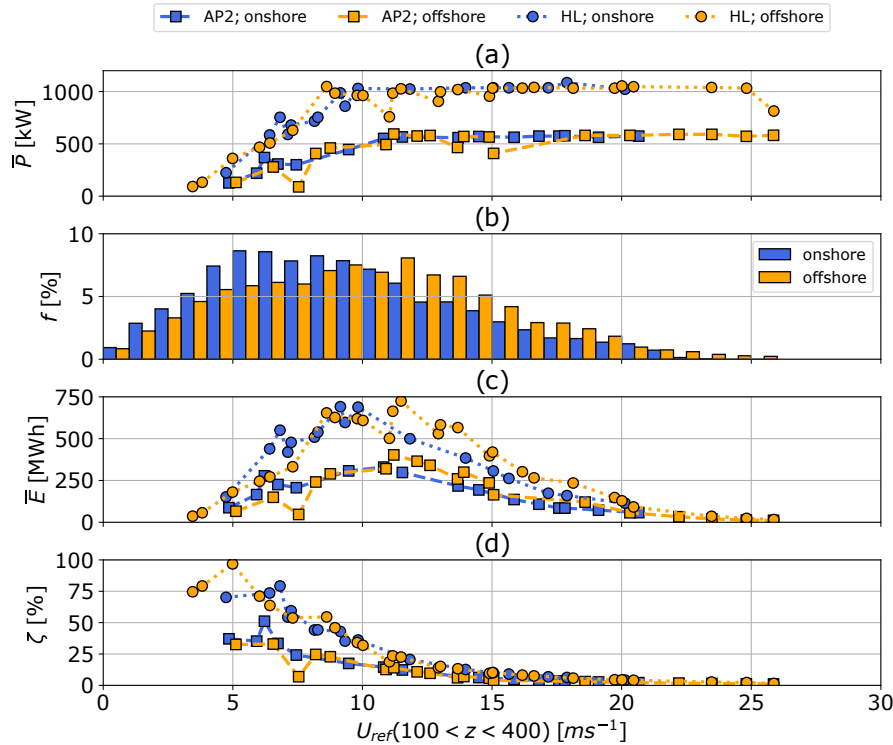 AP2; onshore AP2; offshore HL; onshore HL; offshore
(a)
1000
500
0
P̅ [kW]
(b)
10
5
0
f [%]
onshore
offshore
(c)
750
500
250
0
E̅ [MWh]
(d)
100
75
50
25
0
ζ [%]
0 5 10 15 20 25 30
U_ref(100 < z < 400) [ms⁻¹]